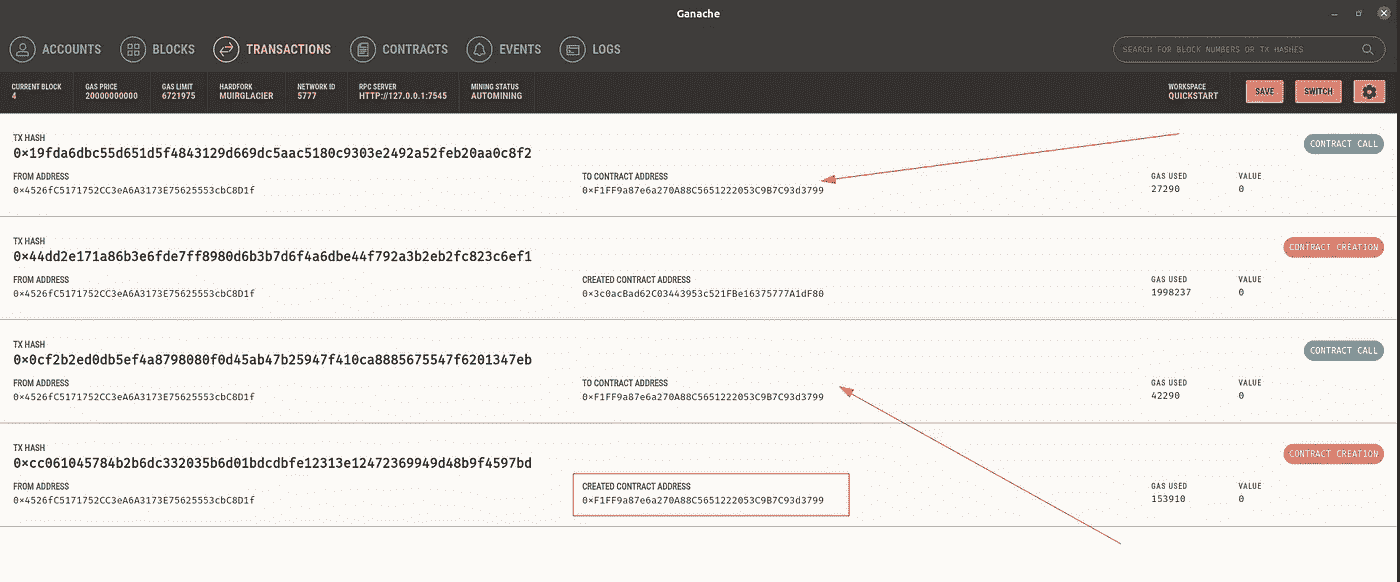 Ganache
ACCOUNTS BLOCKS TRANSACTIONS CONTRACTS EVENTS LOGS SEARCH FOR BLOCK NUMBERS OR TX HASHES
CURRENT BLOCK GAS PRICE GAS LIMIT HARDFORK NETWORK ID RPC SERVER MINING STATUS WORKSPACE
4 20000000000 6721975 MUIRGLACIER 5777 HTTP://127.0.0.1:7545 AUTOMINING QUICKSTART SAVE SWITCH
TX HASH
0×19fda6dbc55d651d5f4843129d669dc5aac5180c9303e2492a52feb20aa0c8f2 CONTRACT CALL
FROM ADDRESS TO CONTRACT ADDRESS GAS USED VALUE
0×4526fC5171752CC3eA6A3173E75625553cbC8D1f 0×F1FF9a87e6a270A88C5651222053C9B7C93d3799 27290 0
TX HASH
0×44dd2e171a86b3e6fde7ff8980d6b3b7d6f4a6dbe44f792a3b2eb2fc823c6ef1 CONTRACT CREATION
FROM ADDRESS CREATED CONTRACT ADDRESS GAS USED VALUE
0×4526fC5171752CC3eA6A3173E75625553cbC8D1f 0×3c0acBad62C03443953c521FBe16375777A1dF80 1998237 0
TX HASH
0×0cf2b2ed0db5ef4a8798080f0d45ab47b25947f410ca8885675547f6201347eb CONTRACT CALL
FROM ADDRESS TO CONTRACT ADDRESS GAS USED VALUE
0×4526fC5171752CC3eA6A3173E75625553cbC8D1f 0×F1FF9a87e6a270A88C5651222053C9B7C93d3799 42290 0
TX HASH
0×cc061045784b2b6dc332035b6d01bdcdbfe12313e12472369949d48b9f4597bd CONTRACT CREATION
FROM ADDRESS CREATED CONTRACT ADDRESS GAS USED VALUE
0×4526fC5171752CC3eA6A3173E75625553cbC8D1f 0×F1FF9a87e6a270A88C5651222053C9B7C93d3799 153910 0